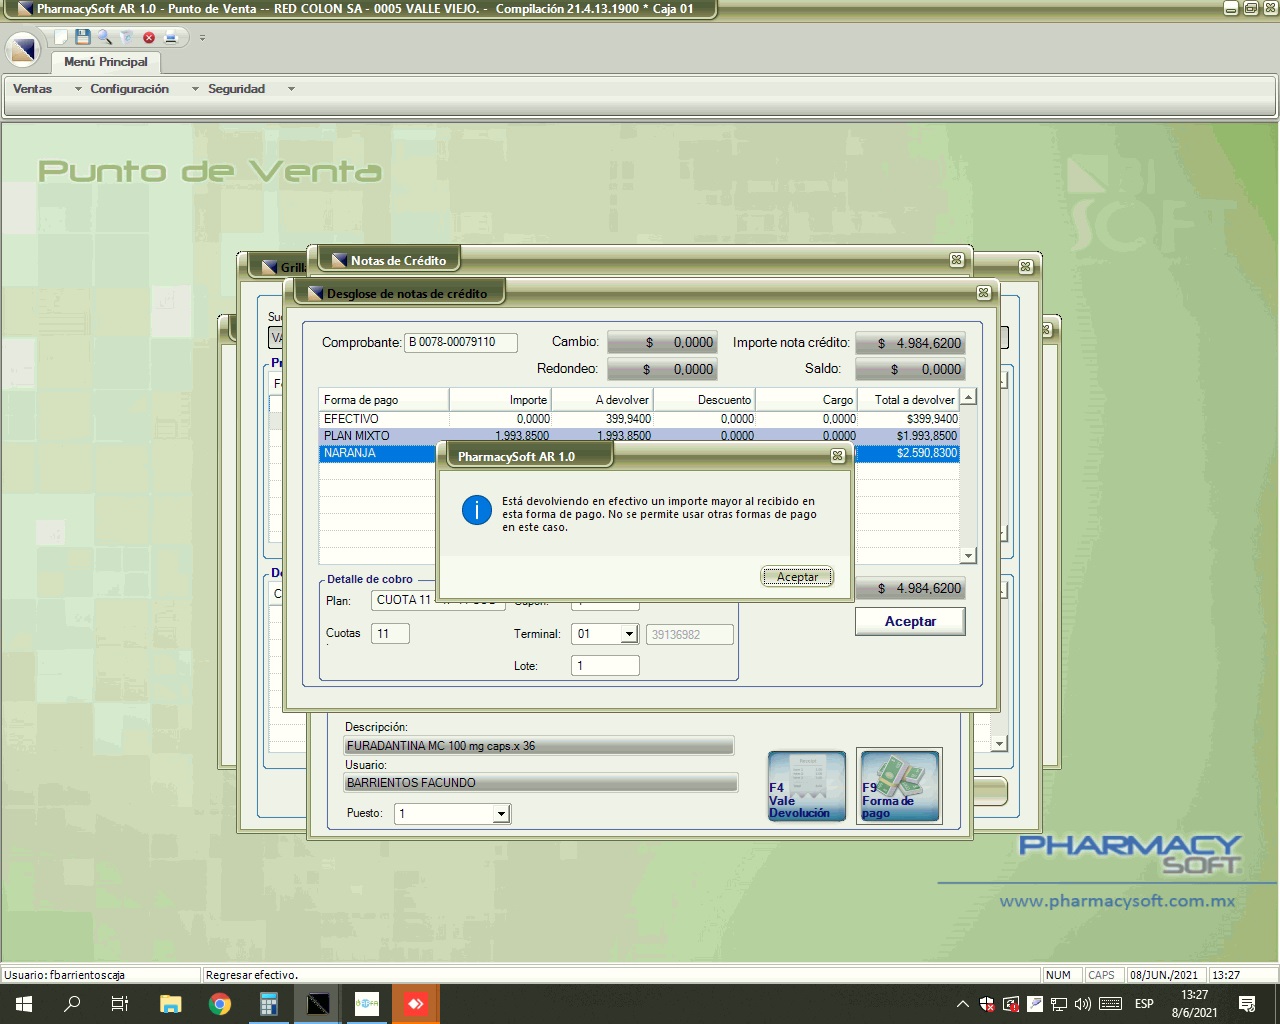 PharmacySoft AR 1.0 - Punto de Venta -- RED COLON SA - 0005 VALLE VIEJO. - Compilación 21.4.13.1900 * Caja 01
Menú Principal
Ventas Configuración Seguridad
Punto de Venta
BI
SOFT
Notas de Crédito
Desglose de notas de crédito
Comprobante: B 0078-00079110 Cambio: $ 0,0000 Importe nota crédito: $ 4.984,6200
Redondeo: $ 0,0000 Saldo: $ 0,0000
Forma de pago Importe A devolver Descuento Cargo Total a devolver
EFECTIVO 0,0000 399,9400 0,0000 0,0000 $399,9400
PLAN MIXTO 1.993,8500 1.993,8500 0,0000 0,0000 $1.993,8500
NARANJA $2.590,8300
PharmacySoft AR 1.0
Está devolviendo en efectivo un importe mayor al recibido en
esta forma de pago. No se permite usar otras formas de pago
en este caso.
Aceptar
Detalle de cobro
$ 4.984,6200
Plan: CUOTA 11
Aceptar
Cuotas 11 Terminal: 01 39136982
Lote: 1
Descripción:
FURADANTINA MC 100 mg caps.x 36
Usuario:
BARRIENTOS FACUNDO
Puesto: 1
F4
Vale
Devolución
F9
Forma de
pago
PHARMACY
SOFT
www.pharmacysoft.com.mx
Usuario: fbarrientoscaja Regresar efectivo. NUM CAPS 08/JUN./2021 13:27
ESP 13:27
8/6/2021